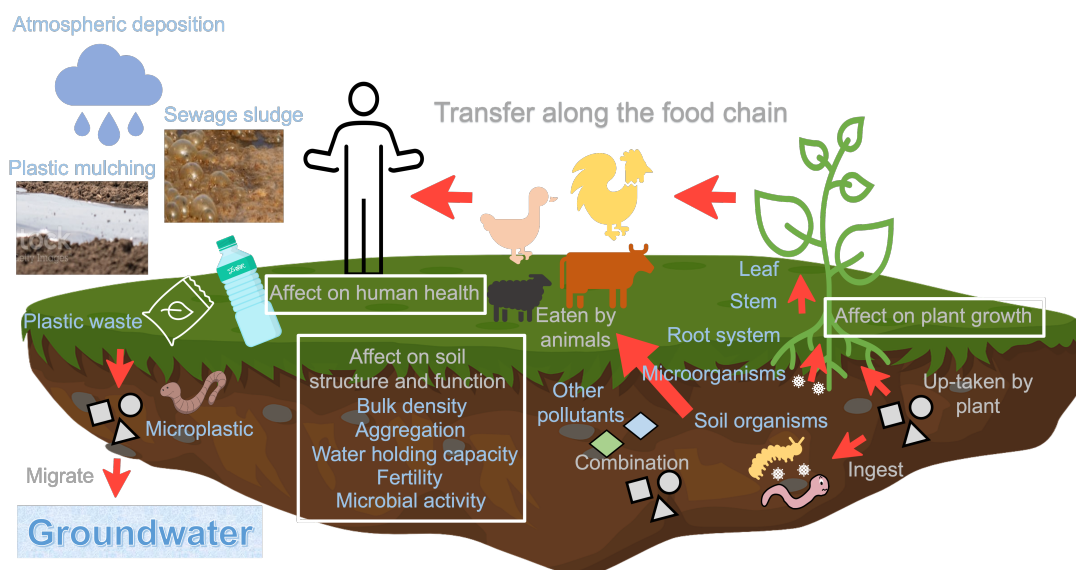 Atmospheric deposition
Sewage sludge
Plastic mulching
Transfer along the food chain
Plastic waste
Affect on human health
Eaten by
animals
Leaf
Stem
Root system
Microorganisms
Affect on plant growth
Up-taken by
plant
Affect on soil
structure and function
Bulk density
Aggregation
Water holding capacity
Fertility
Microbial activity
Other
pollutants
Combination
Soil organisms
Ingest
Microplastic
Migrate
Groundwater